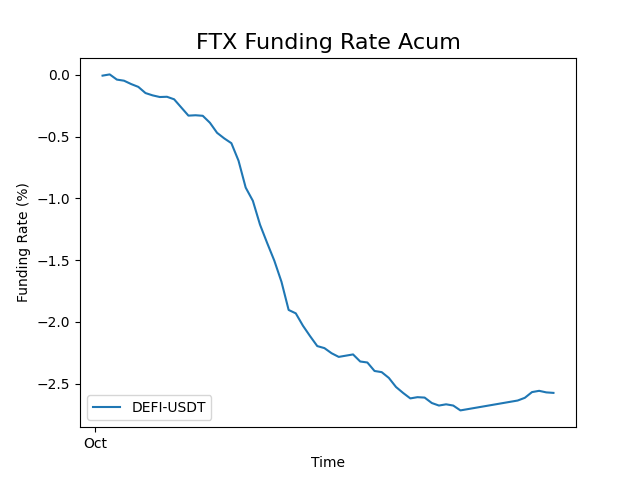 FTX Funding Rate Acum
Funding Rate (%)
0.0
−0.5
−1.0
−1.5
−2.0
−2.5
DEFI-USDT
Oct
Time